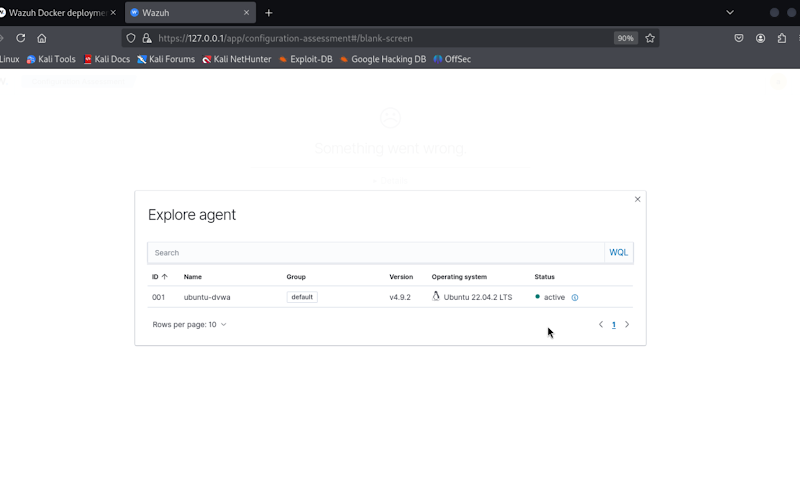 Wazuh Docker deployme
Wazuh
https://127.0.0.1/app/configuration-assessment#/blank-screen
90%
Linux Kali Tools Kali Docs Kali Forums Kali NetHunter Exploit-DB Google Hacking DB OffSec
Something went wrong.
Explore agent
Search WQL
ID Name Group Version Operating system Status
001 ubuntu-dvwa default v4.9.2 Ubuntu 22.04.2 LTS active
Rows per page: 10 1